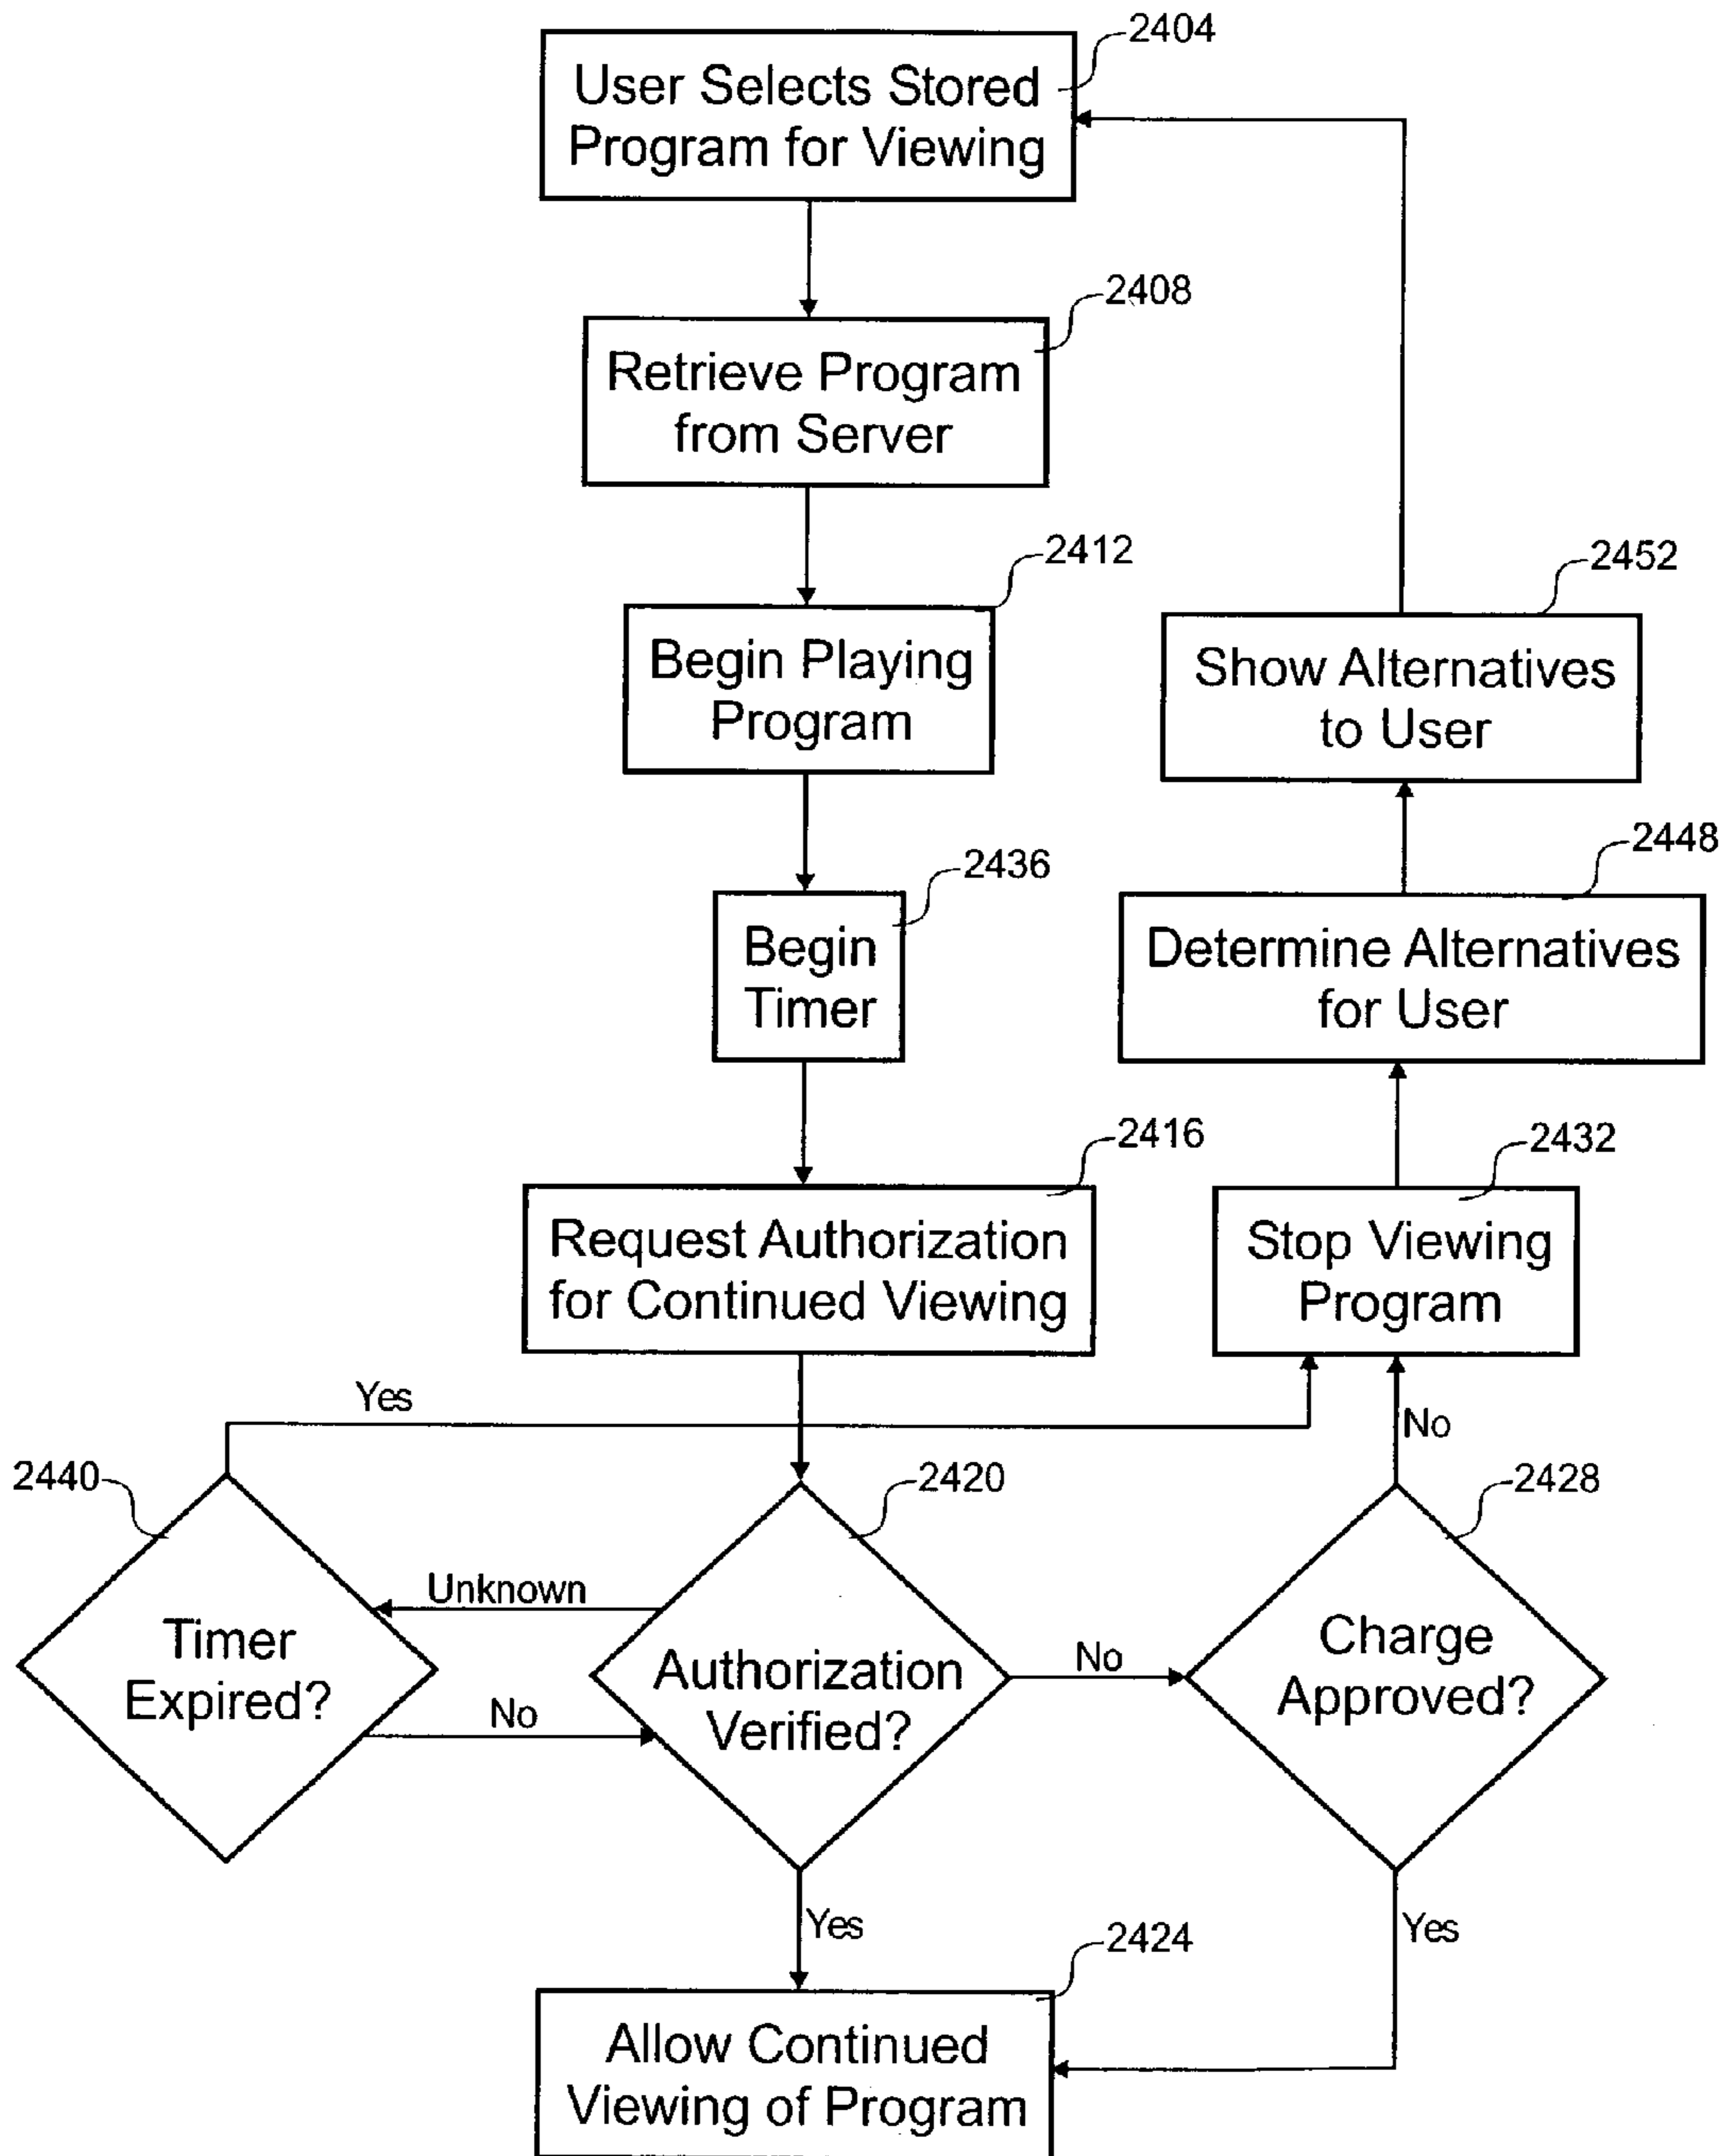 2404
User Selects Stored
Program for Viewing
2408
Retrieve Program
from Server
2412
Begin Playing
Program
2452
Show Alternatives
to User
2436
Begin
Timer
2448
Determine Alternatives
for User
2416
Request Authorization
for Continued Viewing
2432
Stop Viewing
Program
Yes
No
2440
Timer
Expired?
Unknown
No
2420
Authorization
Verified?
No
2428
Charge
Approved?
Yes
Yes
2424
Allow Continued
Viewing of Program